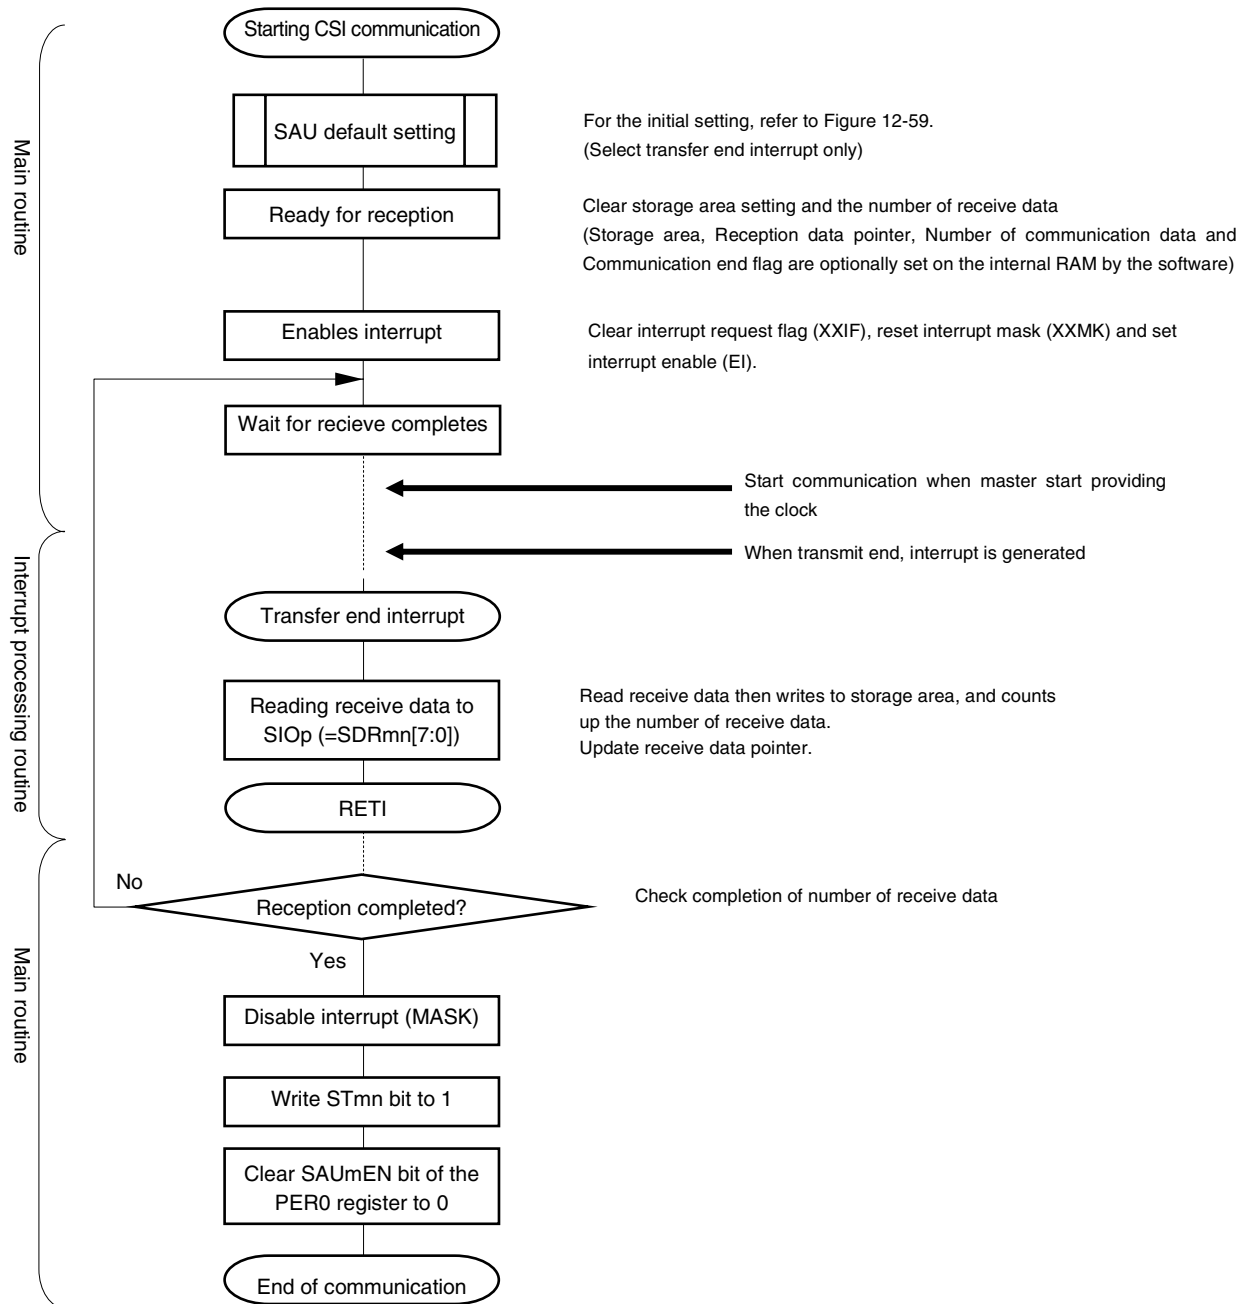 Starting CSI communication
SAU default setting
For the initial setting, refer to Figure 12-59.
(Select transfer end interrupt only)
Main routine
Ready for reception
Clear storage area setting and the number of receive data
(Storage area, Reception data pointer, Number of communication data and
Communication end flag are optionally set on the internal RAM by the software)
Enables interrupt
Clear interrupt request flag (XXIF), reset interrupt mask (XXMK) and set
interrupt enable (EI).
Wait for recieve completes
Start communication when master start providing
the clock
When transmit end, interrupt is generated
Interrupt processing routine
Transfer end interrupt
Reading receive data to
SIOp (=SDRmn[7:0])
Read receive data then writes to storage area, and counts
up the number of receive data.
Update receive data pointer.
RETI
No
Reception completed?
Check completion of number of receive data
Yes
Main routine
Disable interrupt (MASK)
Write STmn bit to 1
Clear SAUmEN bit of the
PER0 register to 0
End of communication